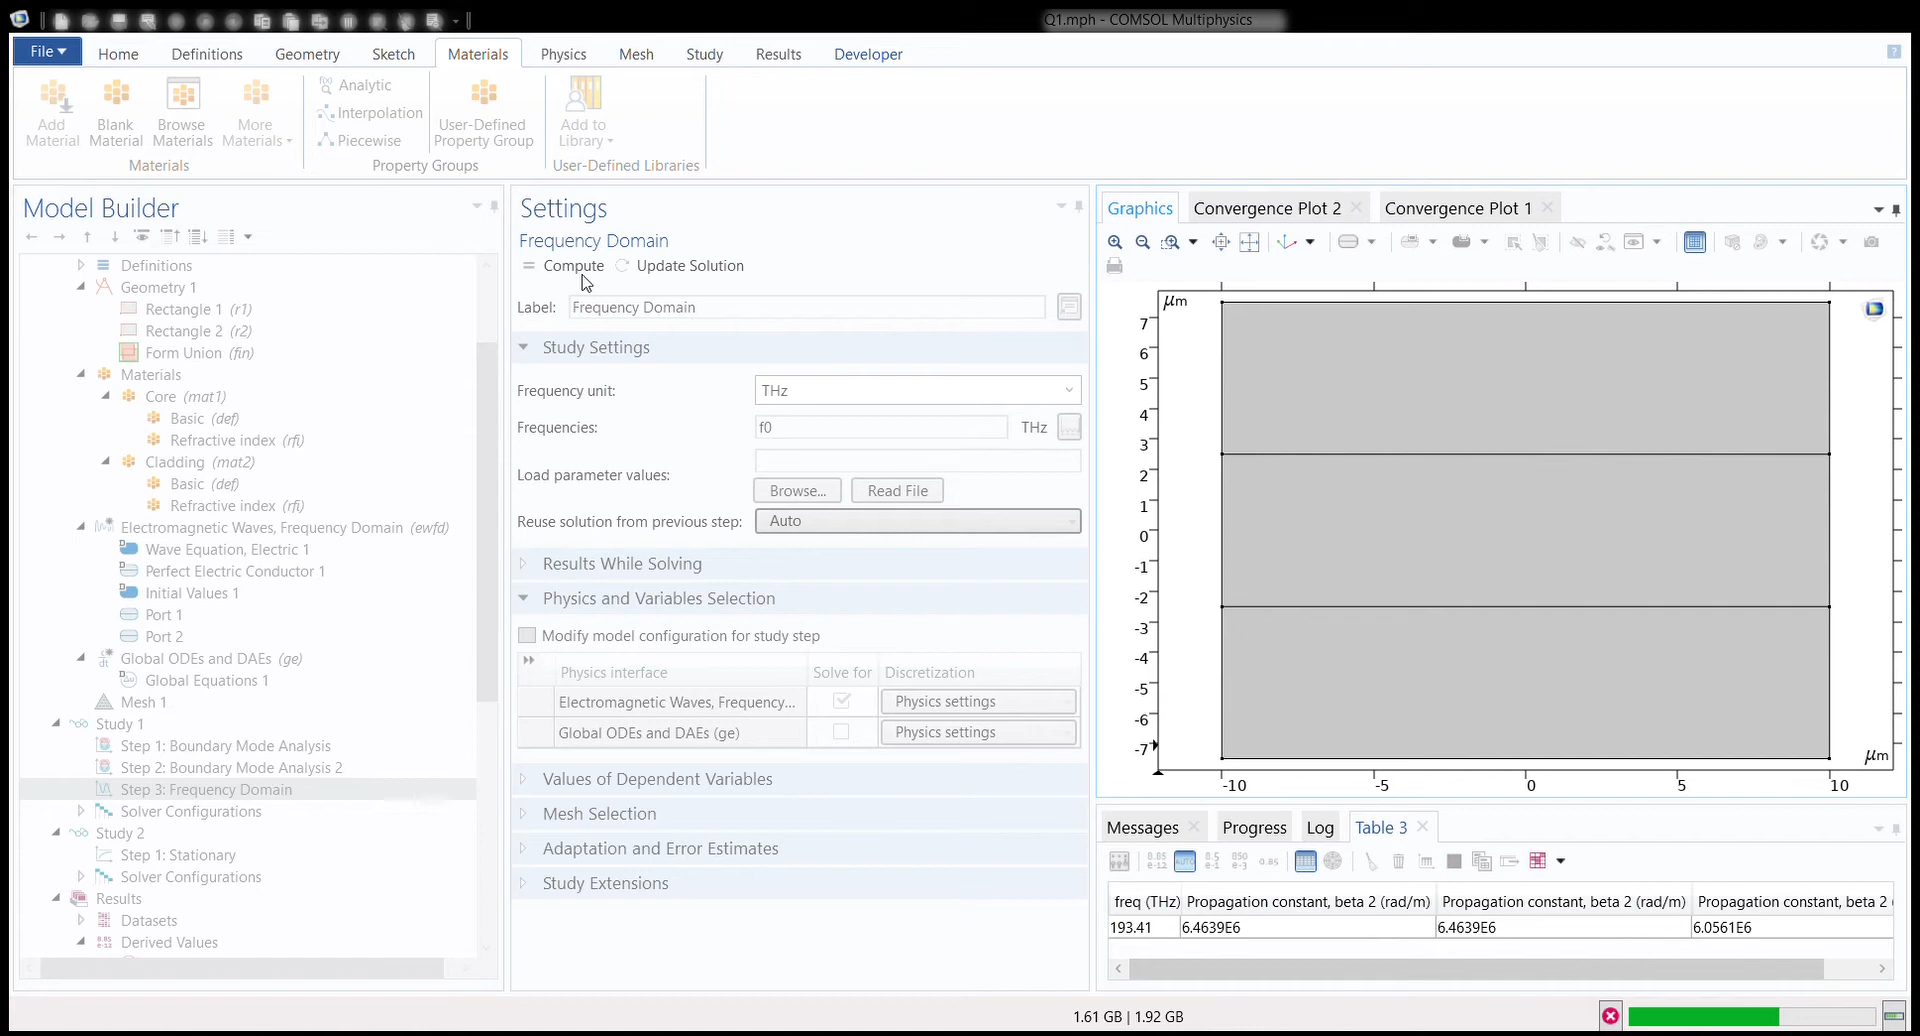 Q1.mph - COMSOL Multiphysics
File Home Definitions Geometry Sketch Materials Physics Mesh Study Results Developer
Add Material
Blank Material
Browse Materials
More Materials
Materials
Analytic
Interpolation
Piecewise
User-Defined Property Group
Property Groups
Add to Library
User-Defined Libraries
Model Builder
Definitions
Geometry 1
Rectangle 1 (r1)
Rectangle 2 (r2)
Form Union (fin)
Materials
Core (mat1)
Basic (def)
Refractive index (rfi)
Cladding (mat2)
Basic (def)
Refractive index (rfi)
Electromagnetic Waves, Frequency Domain (ewfd)
Wave Equation, Electric 1
Perfect Electric Conductor 1
Initial Values 1
Port 1
Port 2
Global ODEs and DAEs (ge)
Global Equations 1
Mesh 1
Study 1
Step 1: Boundary Mode Analysis
Step 2: Boundary Mode Analysis 2
Step 3: Frequency Domain
Solver Configurations
Study 2
Step 1: Stationary
Solver Configurations
Results
Datasets
Derived Values
Settings
Frequency Domain
= Compute Update Solution
Label: Frequency Domain
Study Settings
Frequency unit: THz
Frequencies: f0 THz
Load parameter values:
Browse... Read File
Reuse solution from previous step: Auto
Results While Solving
Physics and Variables Selection
Modify model configuration for study step
Physics interface Solve for Discretization
Electromagnetic Waves, Frequency... Physics settings
Global ODEs and DAEs (ge) Physics settings
Values of Dependent Variables
Mesh Selection
Adaptation and Error Estimates
Study Extensions
Graphics Convergence Plot 2 Convergence Plot 1
μm
7
6
5
4
3
2
1
0
-1
-2
-3
-4
-5
-6
-7
μm
-10 -5 0 5 10
Messages Progress Log Table 3
8.85 e-12 AUTO 8.5 e-1 850 e-3 0.85
freq (THz) Propagation constant, beta 2 (rad/m) Propagation constant, beta 2 (rad/m) Propagation constant, beta 2
193.41 6.4639E6 6.4639E6 6.0561E6
1.61 GB | 1.92 GB